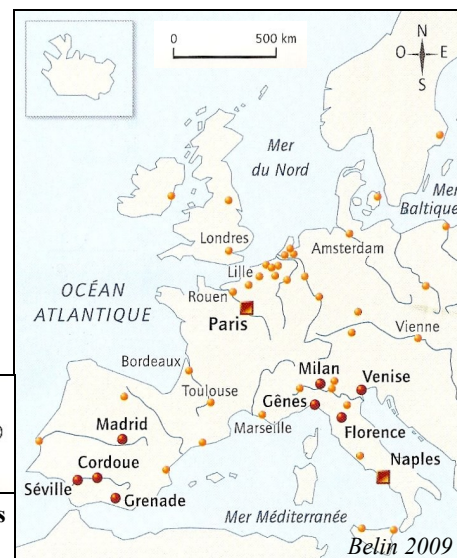 0 500 km
N
O E
S
Mer
du Nord
Mer
Baltique
Londres
Amsterdam
Lille
OCÉAN
ATLANTIQUE
Rouen
Paris
Vienne
Bordeaux
Milan
Venise
Toulouse
Gênes
Marseille
Florence
Madrid
Cordoue
Naples
Séville
Grenade
s
Mer Méditerranée
Belin 2009